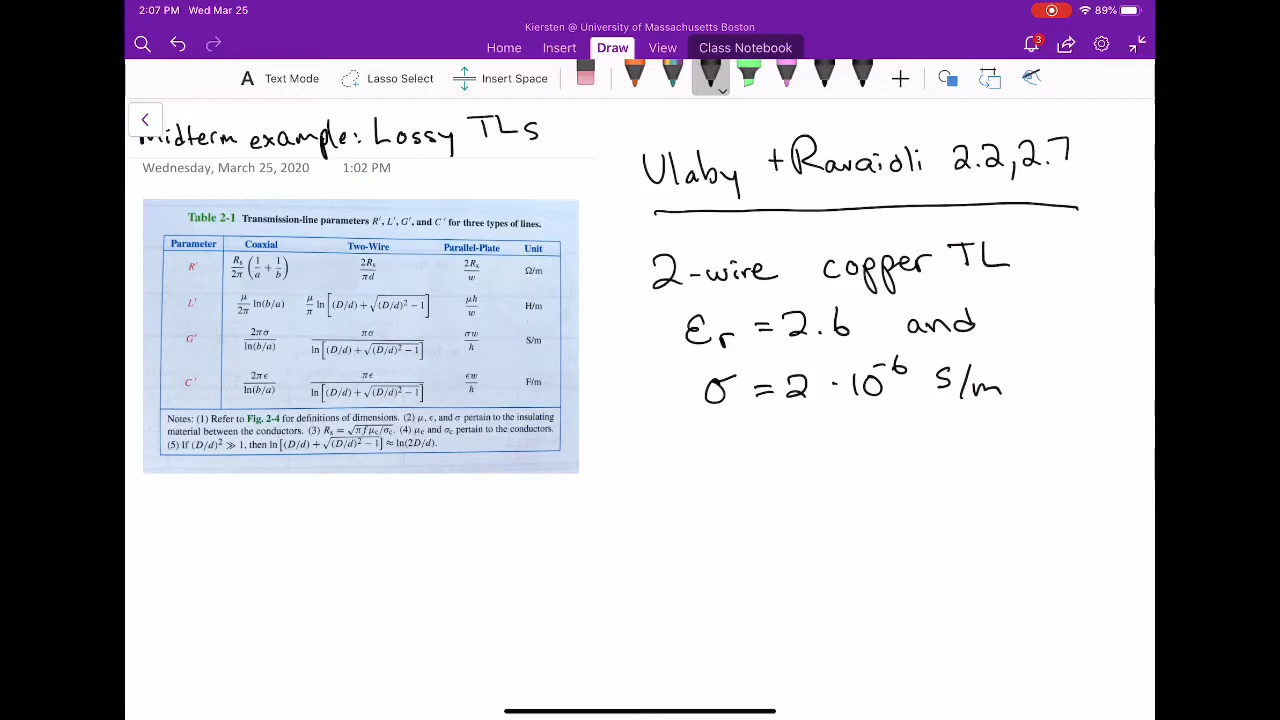 2:07 PM Wed Mar 25
89%
Kiersten @ University of Massachusetts Boston
Home Insert Draw View Class Notebook
3
Text Mode Lasso Select Insert Space
Midterm example: Lossy TLs
Wednesday, March 25, 2020 1:02 PM
Table 2-1 Transmission-line parameters R′, L′, G′, and C′ for three types of lines.
Parameter Coaxial Two-Wire Parallel-Plate Unit
R′ Rs/2π (1/a + 1/b) 2Rs/πd 2Rs/w Ω/m
L′ μ/2π ln(b/a) μ/π ln [(D/d) + √(D/d)² − 1] μh/w H/m
G′ 2πσ/ln(b/a) πσ/ln [(D/d) + √(D/d)² − 1] σw/h S/m
C′ 2πϵ/ln(b/a) πϵ/ln [(D/d) + √(D/d)² − 1] ϵw/h F/m
Notes: (1) Refer to Fig. 2-4 for definitions of dimensions. (2) μ, ϵ, and σ pertain to the insulating
material between the conductors. (3) Rs = √πf μc/σc. (4) μc and σc pertain to the conductors.
(5) If (D/d)² ≫ 1, then ln [(D/d) + √(D/d)² − 1] ≈ ln(2D/d).
Ulaby + Ravaioli 2.2, 2.7
2-wire copper TL
εr = 2.6 and
σ = 2 · 10⁻⁶ S/m